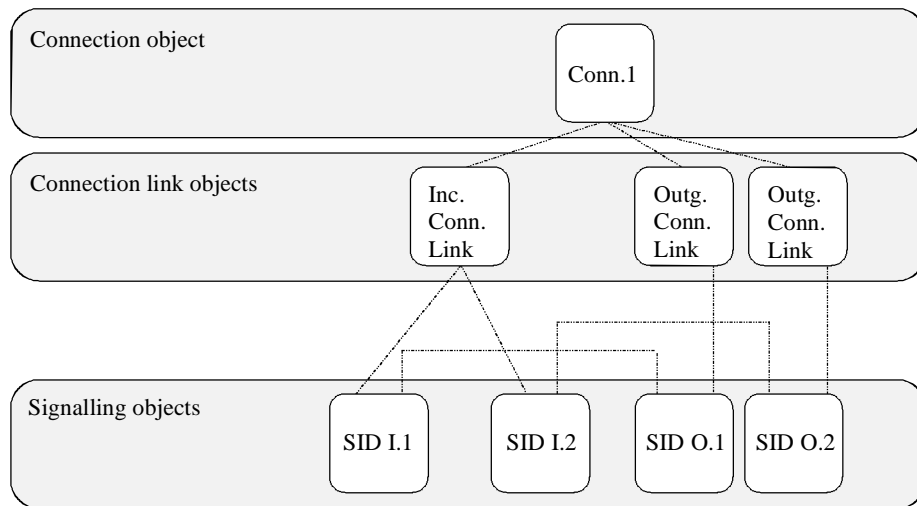 Connection object
Conn.1
Connection link objects
Inc.
Conn.
Link
Outg.
Conn.
Link
Outg.
Conn.
Link
Signalling objects
SID I.1
SID I.2
SID O.1
SID O.2